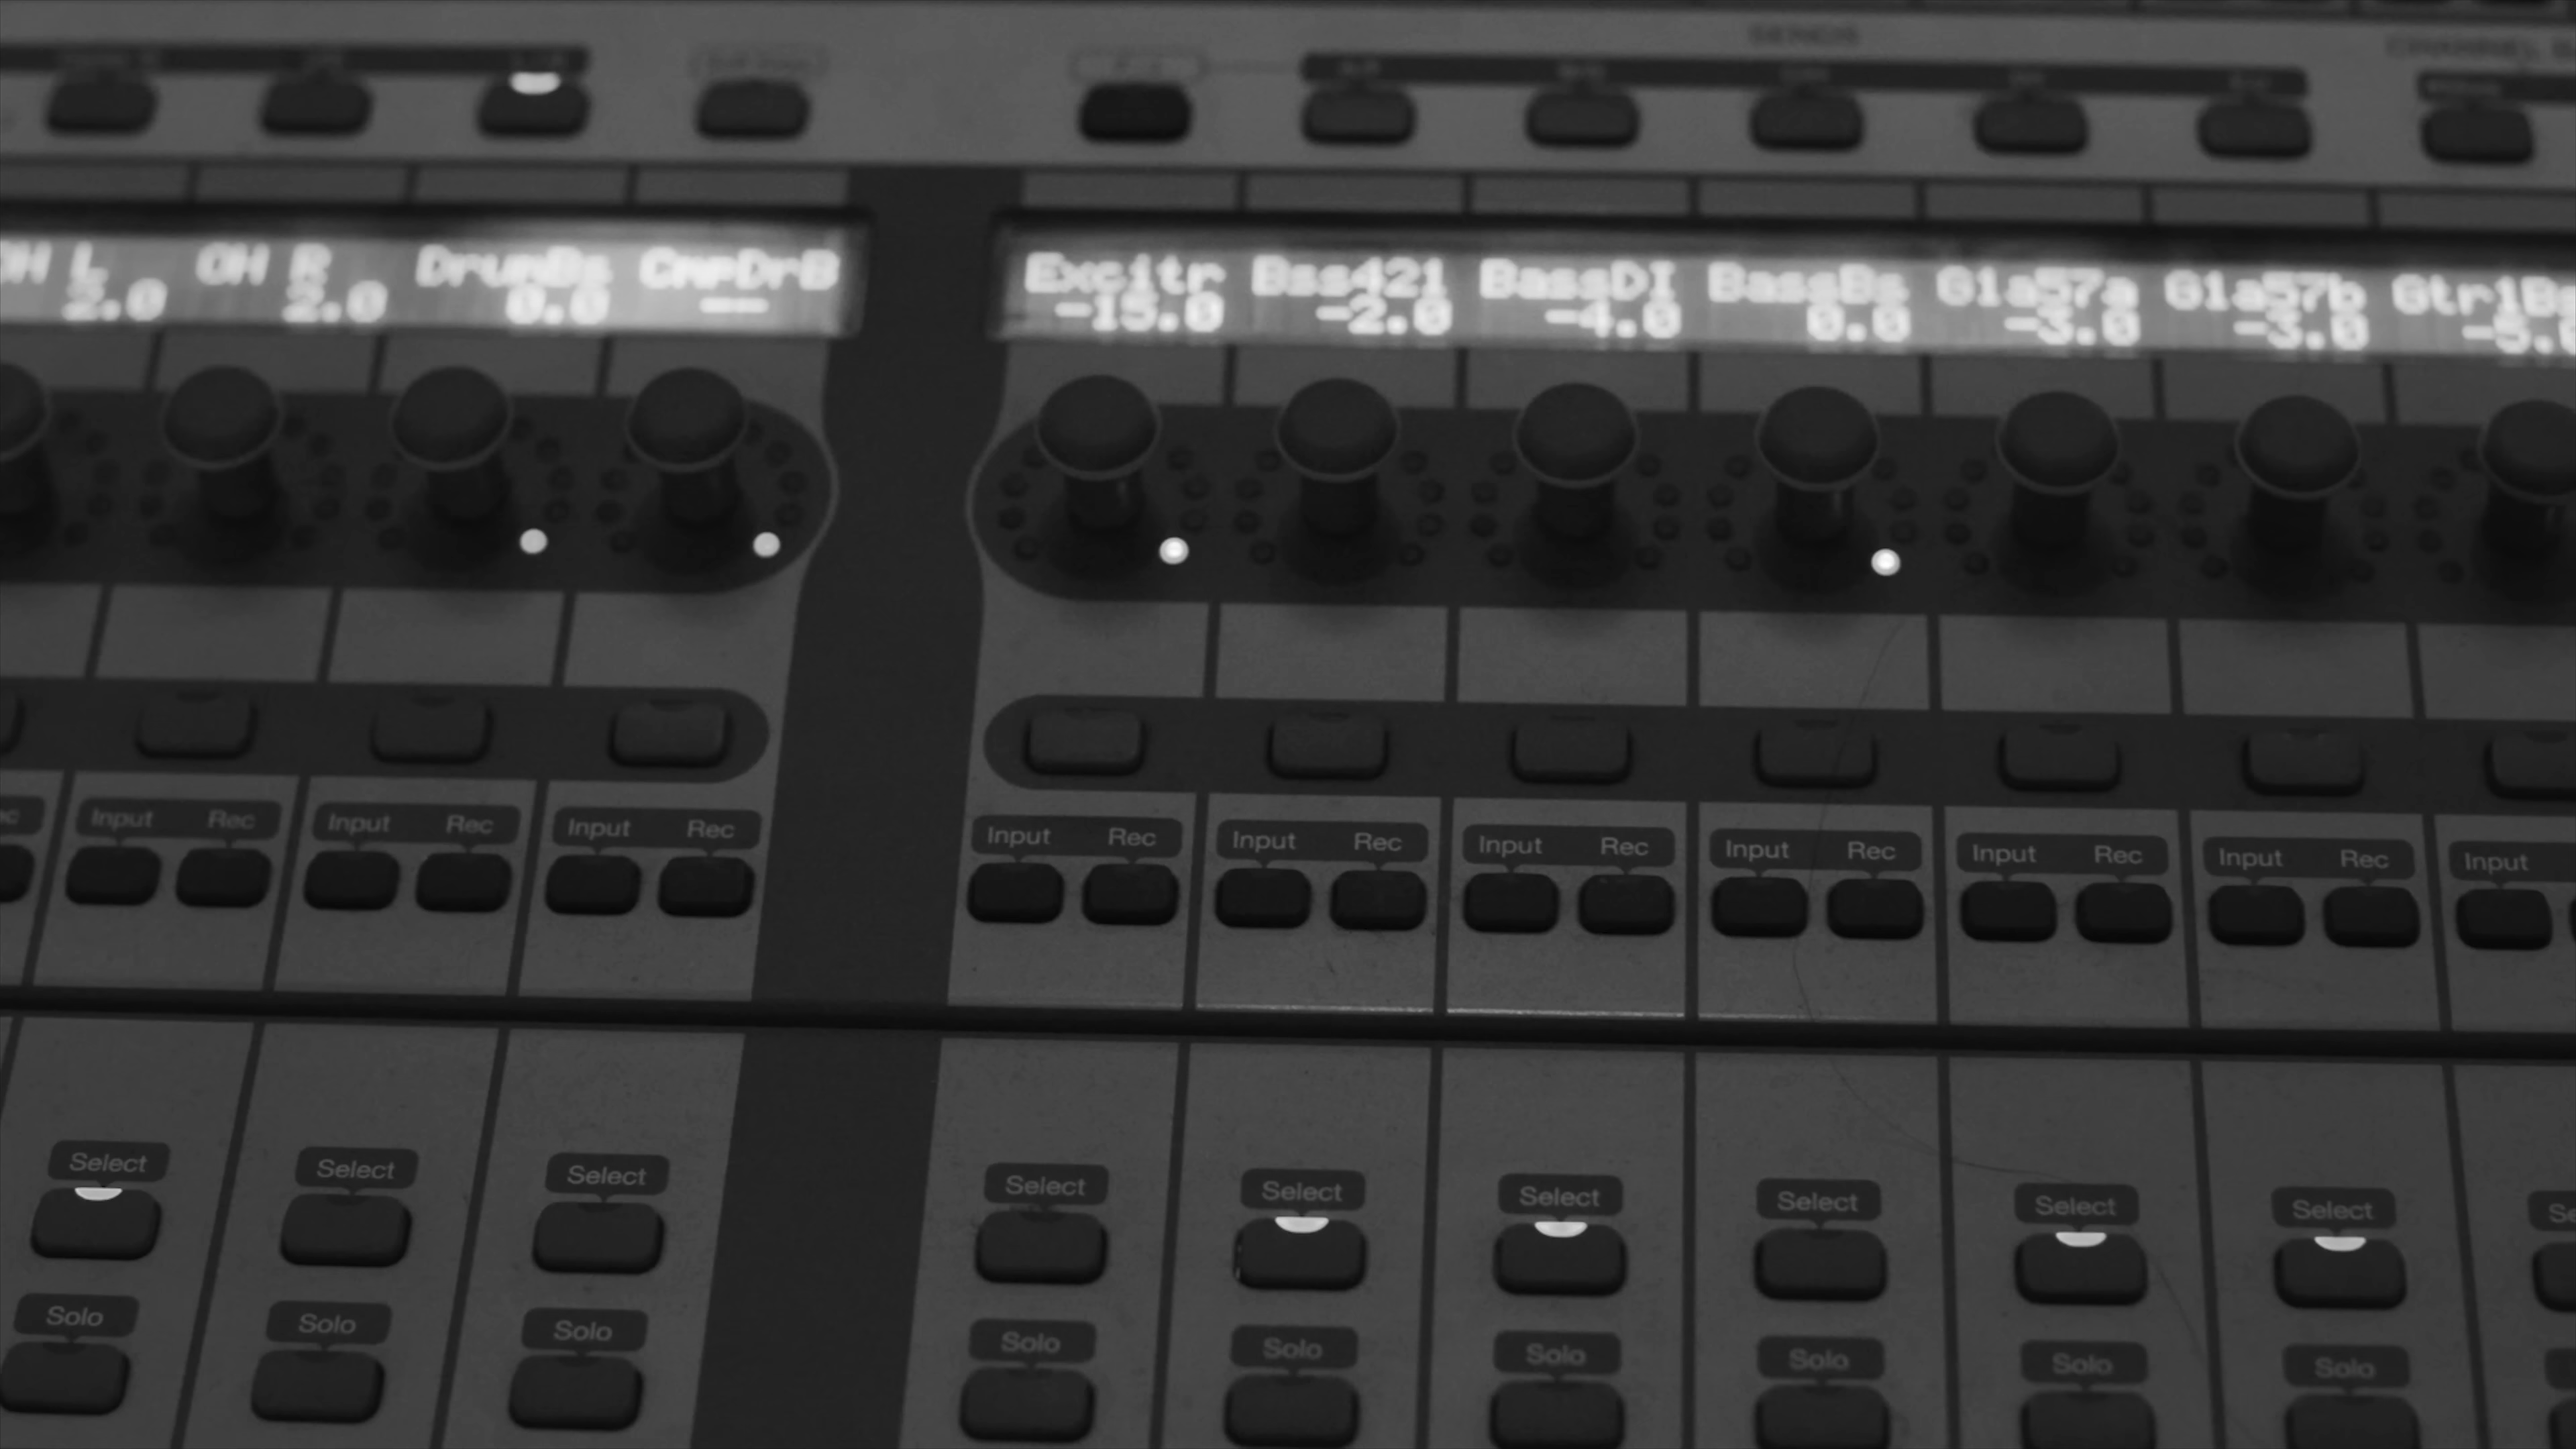 SENDS
OH L OH R DrumBs CmpDrB Excitr Bss421 BassDI BassBs G1a57a G1a57b
2.0 2.0 0.0 -- -15.0 -2.0 -4.0 0.0 -3.0 -3.0
Input Rec Input Rec Input Rec Input Rec Input Rec Input Rec Input Rec Input Rec Input Rec Input
Select Select Select Select Select Select Select Select Select
Solo Solo Solo Solo Solo Solo Solo Solo Solo